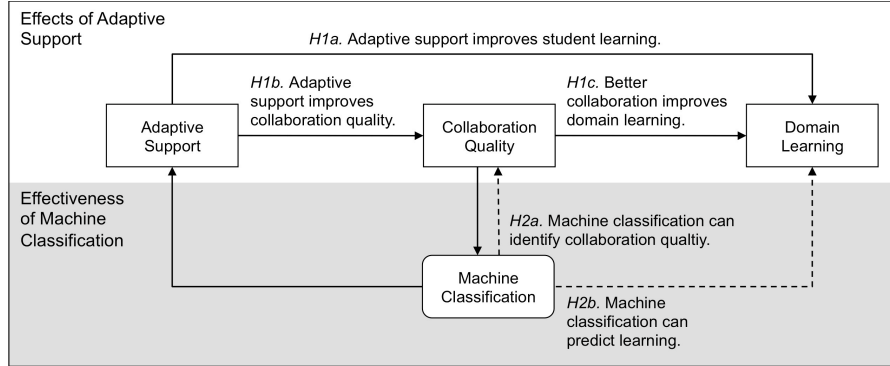 Effects of Adaptive
Support
H1a. Adaptive support improves student learning.
H1b. Adaptive
support improves
collaboration quality.
H1c. Better
collaboration improves
domain learning.
Adaptive
Support
Collaboration
Quality
Domain
Learning
Effectiveness
of Machine
Classification
H2a. Machine classification can
identify collaboration qualtiy.
Machine
Classification
H2b. Machine
classification can
predict learning.